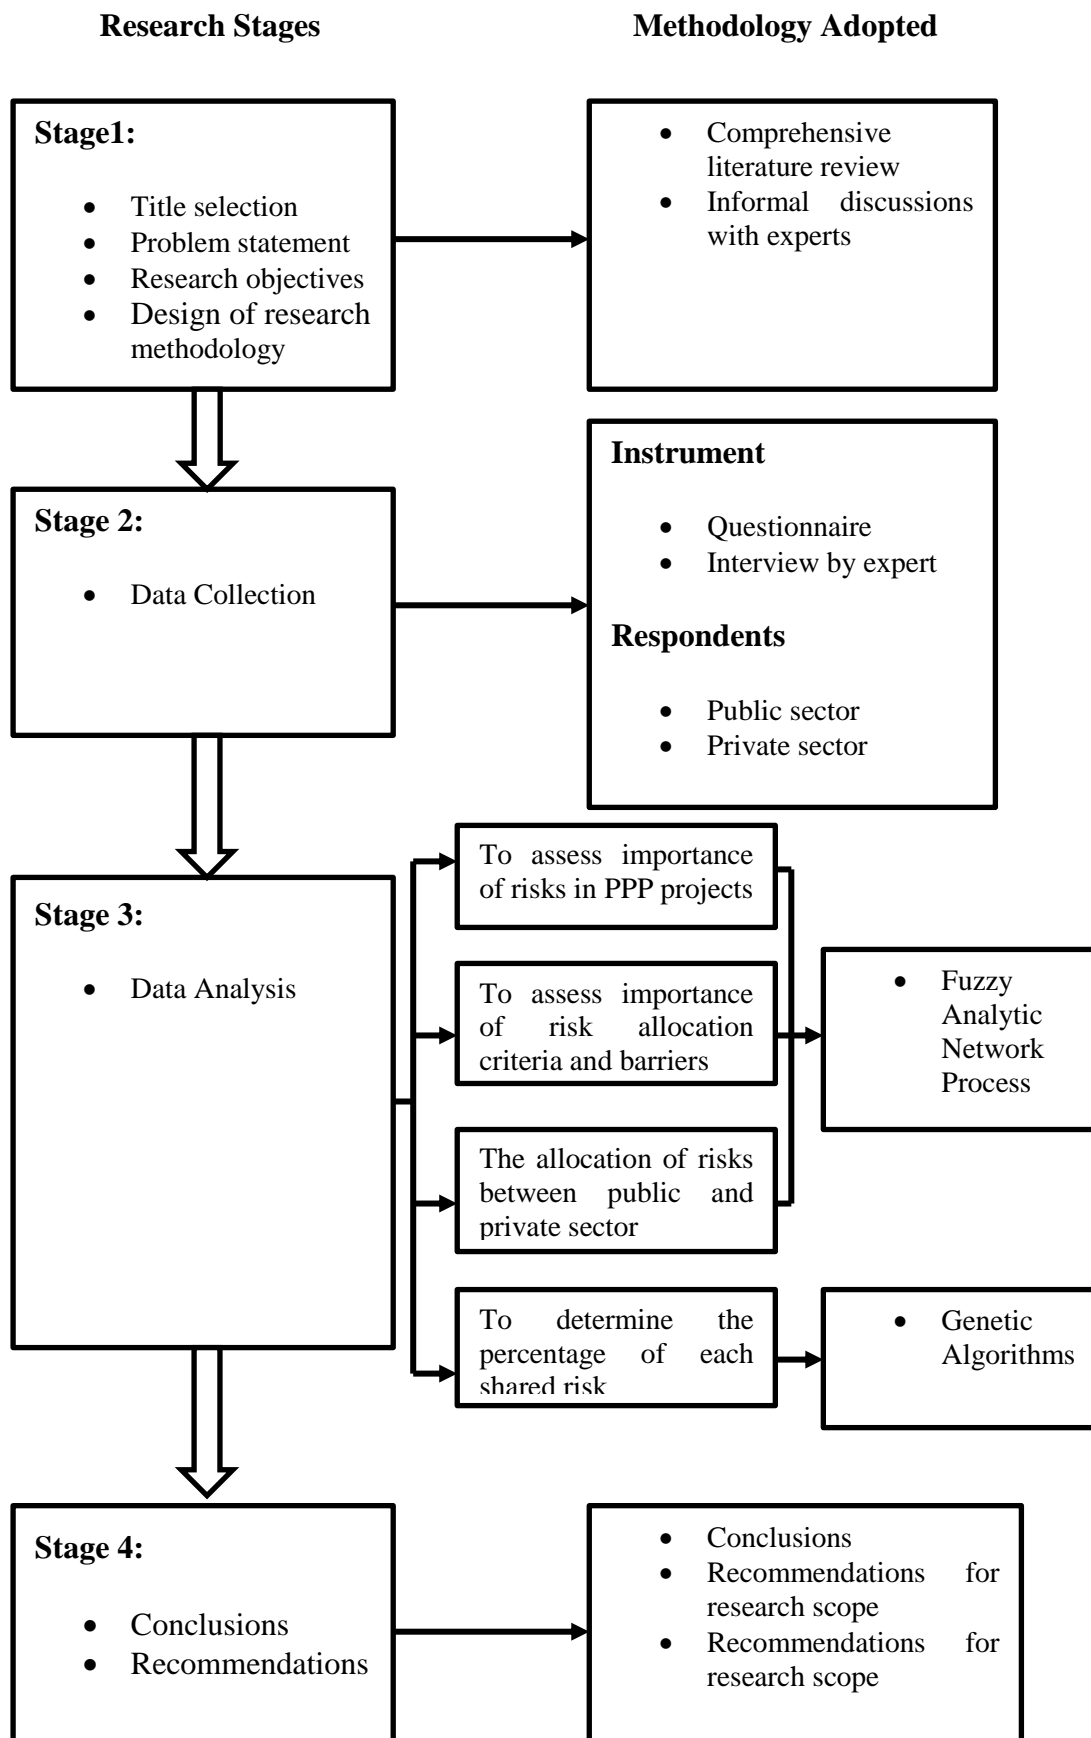 Research Stages
Methodology Adopted
Stage1:
• Title selection
• Problem statement
• Research objectives
• Design of research
methodology
• Comprehensive
literature review
• Informal discussions
with experts
Stage 2:
• Data Collection
Instrument
• Questionnaire
• Interview by expert
Respondents
• Public sector
• Private sector
Stage 3:
• Data Analysis
To assess importance
of risks in PPP projects
To assess importance
of risk allocation
criteria and barriers
The allocation of risks
between public and
private sector
To determine the
percentage of each
shared risk
• Fuzzy
Analytic
Network
Process
• Genetic
Algorithms
Stage 4:
• Conclusions
• Recommendations
• Conclusions
• Recommendations for
research scope
• Recommendations for
research scope